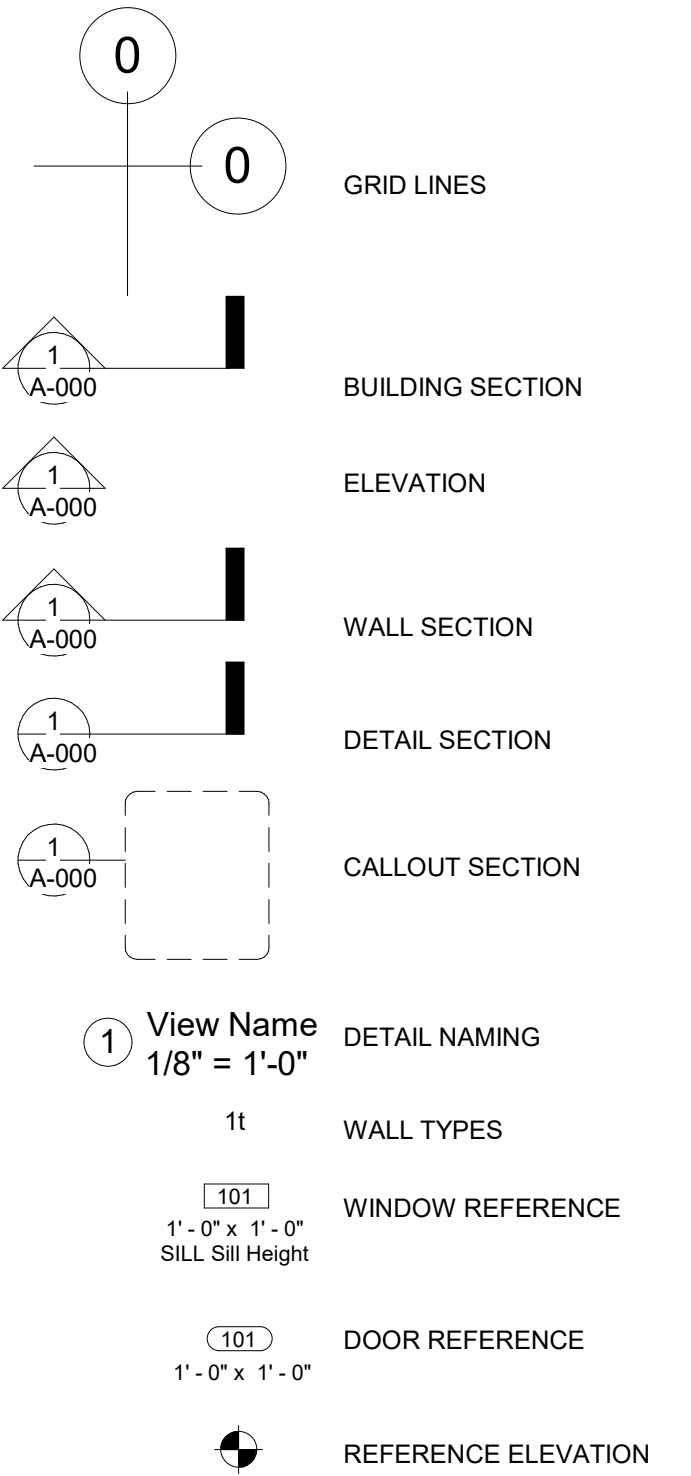 0
0
GRID LINES
1
A-000
BUILDING SECTION
1
A-000
ELEVATION
1
A-000
WALL SECTION
1
A-000
DETAIL SECTION
1
A-000
CALLOUT SECTION
1 View Name
1/8" = 1'-0"
DETAIL NAMING
1t
WALL TYPES
101
1' - 0" x 1' - 0"
SILL Sill Height
WINDOW REFERENCE
101
1' - 0" x 1' - 0"
DOOR REFERENCE
REFERENCE ELEVATION